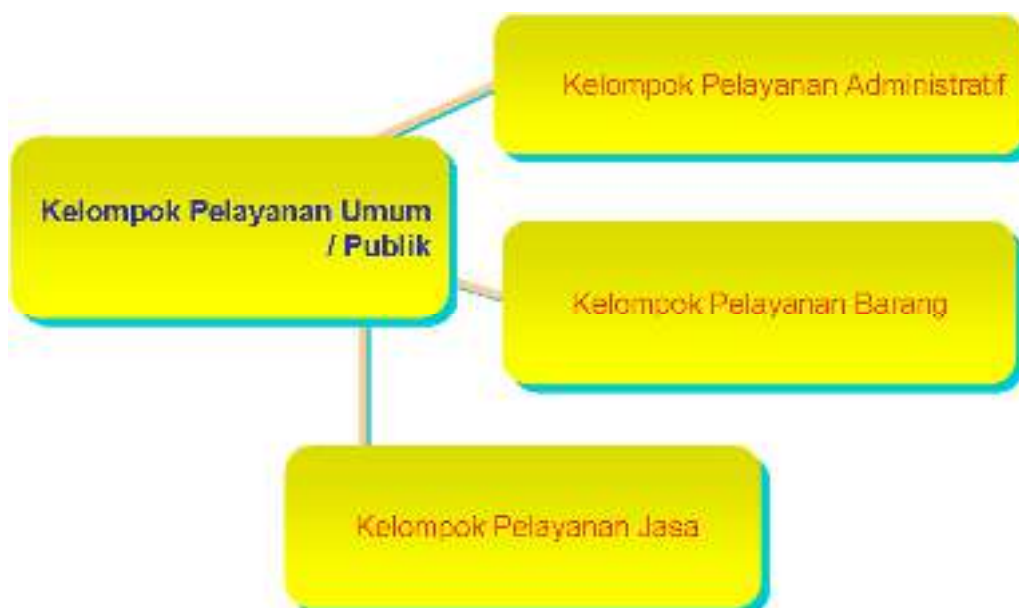 Kelompok Pelayanan Administratif
Kelompok Pelayanan Umum
/ Publik
Kelompok Pelayanan Barang
Kelompok Pelayanan Jasa